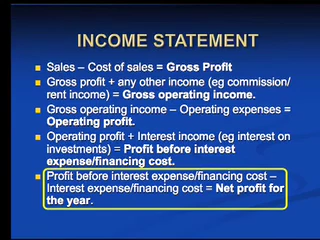 INCOME STATEMENT
Sales – Cost of sales = Gross Profit
Gross profit + any other income (eg commission/
rent income) = Gross operating income.
Gross operating income – Operating expenses =
Operating profit.
Operating profit + Interest income (eg interest on
investments) = Profit before interest
expense/financing cost.
Profit before interest expense/financing cost –
Interest expense/financing cost = Net profit for
the year.